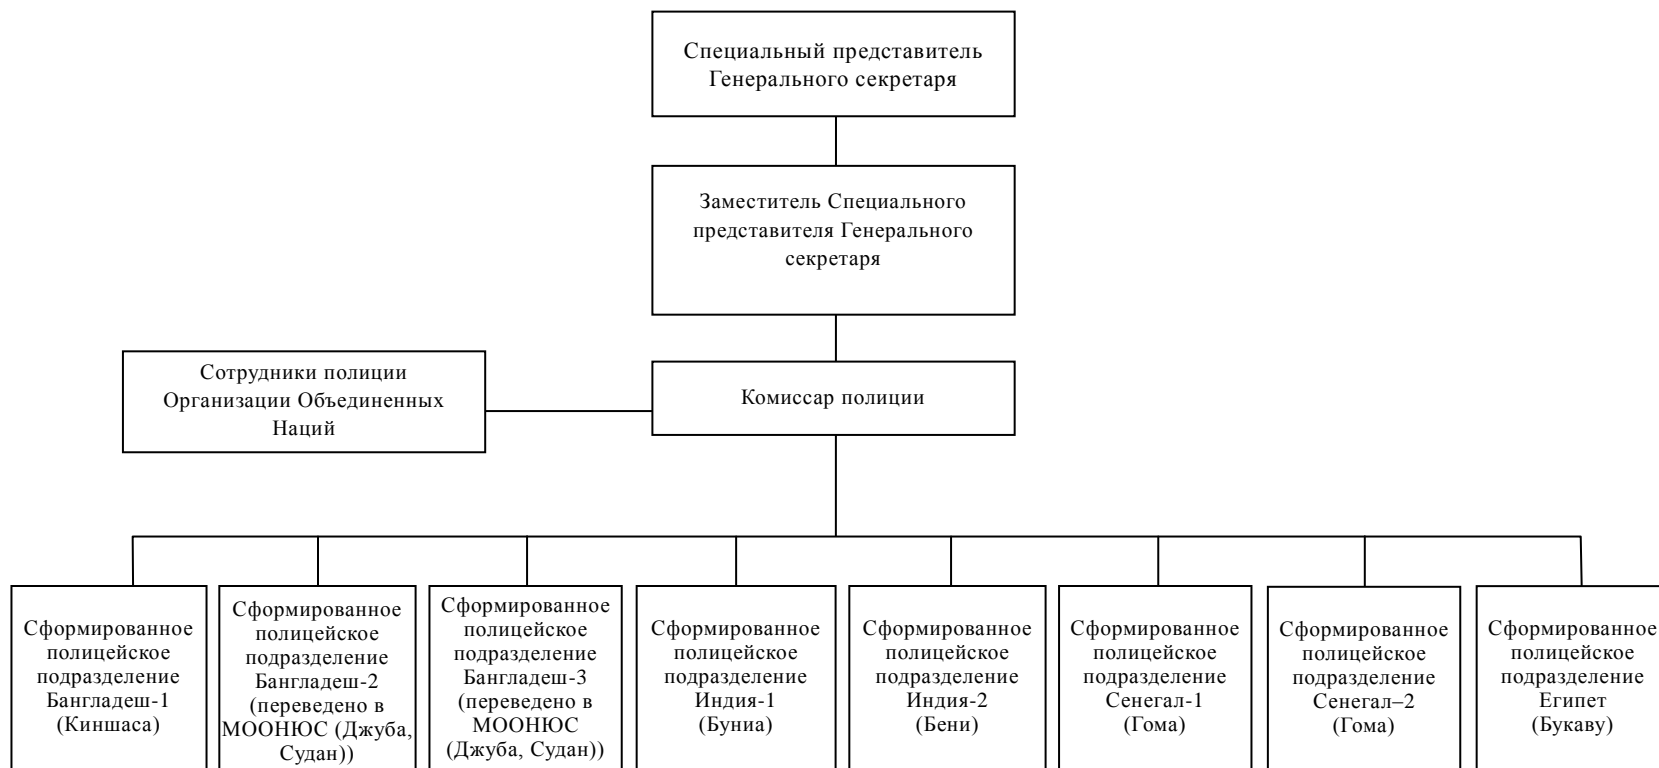 Специальный представитель
Генерального секретаря
Заместитель Специального
представителя Генерального
секретаря
Сотрудники полиции
Организации Объединенных
Наций
Комиссар полиции
Сформированное
полицейское
подразделение
Бангладеш-1
(Киншаса)
Сформированное
полицейское
подразделение
Бангладеш-2
(переведено в
МООНЮС (Джуба,
Судан))
Сформированное
полицейское
подразделение
Бангладеш-3
(переведено в
МООНЮС
(Джуба, Судан))
Сформированное
полицейское
подразделение
Индия-1
(Буниа)
Сформированное
полицейское
подразделение
Индия-2
(Бени)
Сформированное
полицейское
подразделение
Сенегал-1
(Гома)
Сформированное
полицейское
подразделение
Сенегал–2
(Гома)
Сформированное
полицейское
подразделение
Египет
(Букаву)